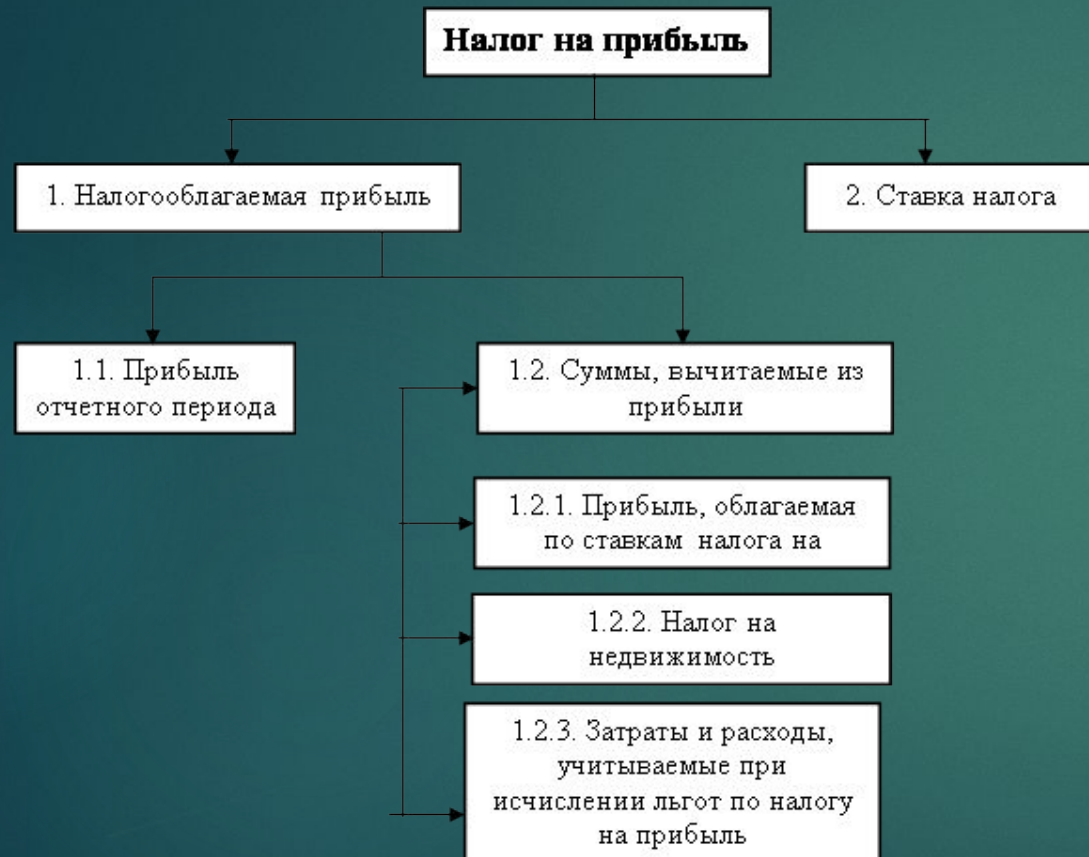 Налог на прибыль
1. Налогооблагаемая прибыль
2. Ставка налога
1.1. Прибыль
отчетного периода
1.2. Суммы, вычитаемые из
прибыли
1.2.1. Прибыль, облагаемая
по ставкам налога на
1.2.2. Налог на
недвижимость
1.2.3. Затраты и расходы,
учитываемые при
исчислении льгот по налогу
на прибыль